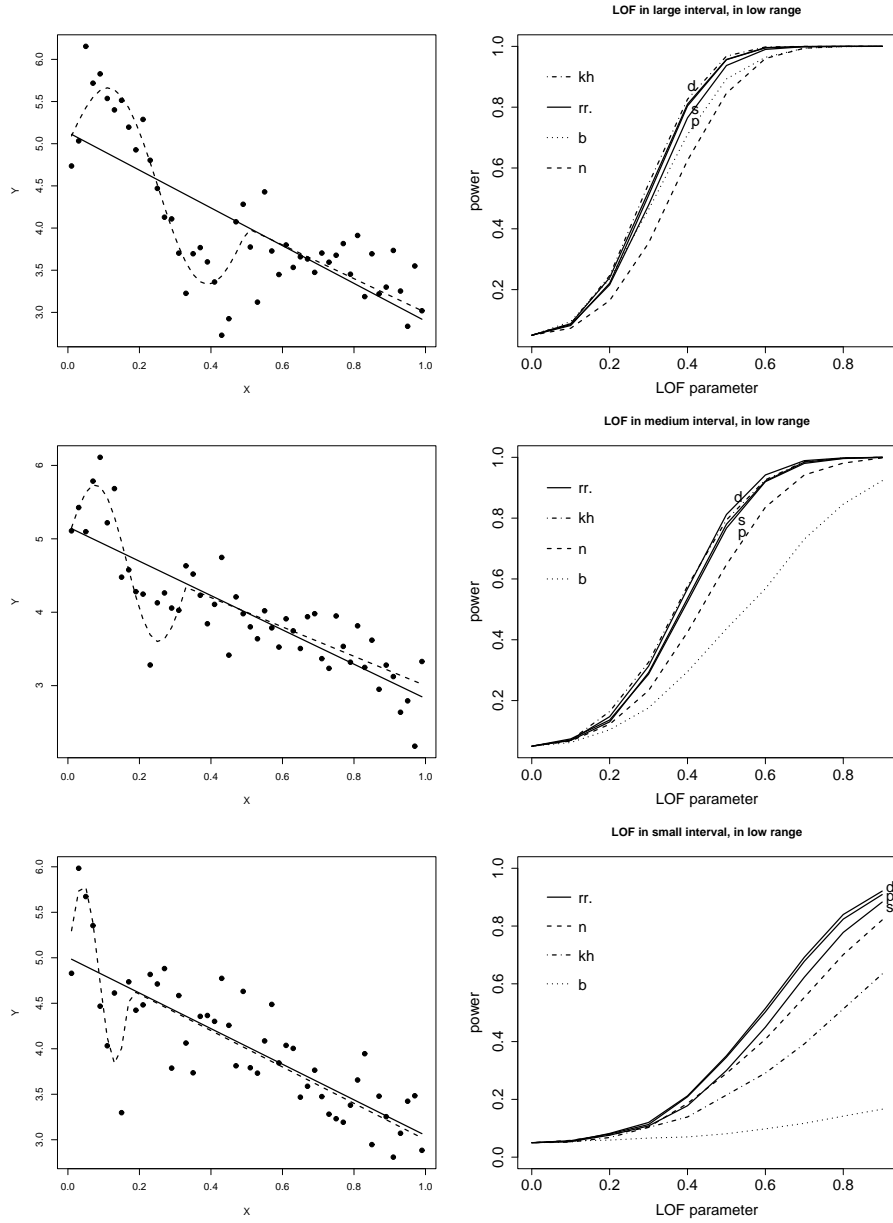 LOF in large interval, in low range
6.0
5.0
4.5
4.0
3.5
3.0
Y
0.0 0.2 0.4 0.6 0.8 1.0
X
1.0
0.8
0.6
0.4
0.2
power
kh
rr.
b
n
d
s
p
0.0 0.2 0.4 0.6 0.8
LOF parameter
LOF in medium interval, in low range
6
5
4
3
Y
0.0 0.2 0.4 0.6 0.8 1.0
X
1.0
0.8
0.6
0.4
0.2
power
rr.
kh
n
b
d
s
p
0.0 0.2 0.4 0.6 0.8
LOF parameter
LOF in small interval, in low range
6.0
5.0
4.5
4.0
3.5
3.0
Y
0.0 0.2 0.4 0.6 0.8 1.0
X
1.0
0.8
0.6
0.4
0.2
0.0
power
rr.
n
kh
b
d
p
s
0.0 0.2 0.4 0.6 0.8
LOF parameter